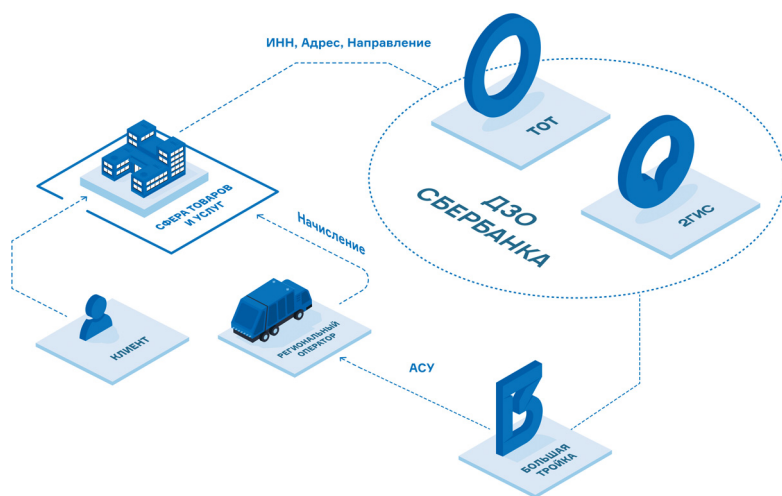 ИНН, Адрес, Направление
ТОТ
2ГИС
ДЗО
СБЕРБАНКА
СФЕРА ТОВАРОВ
И УСЛУГ
Начисление
КЛИЕНТ
РЕГИОНАЛЬНЫЙ
ОПЕРАТОР
АСУ
БОЛЬШАЯ
ТРОЙКА